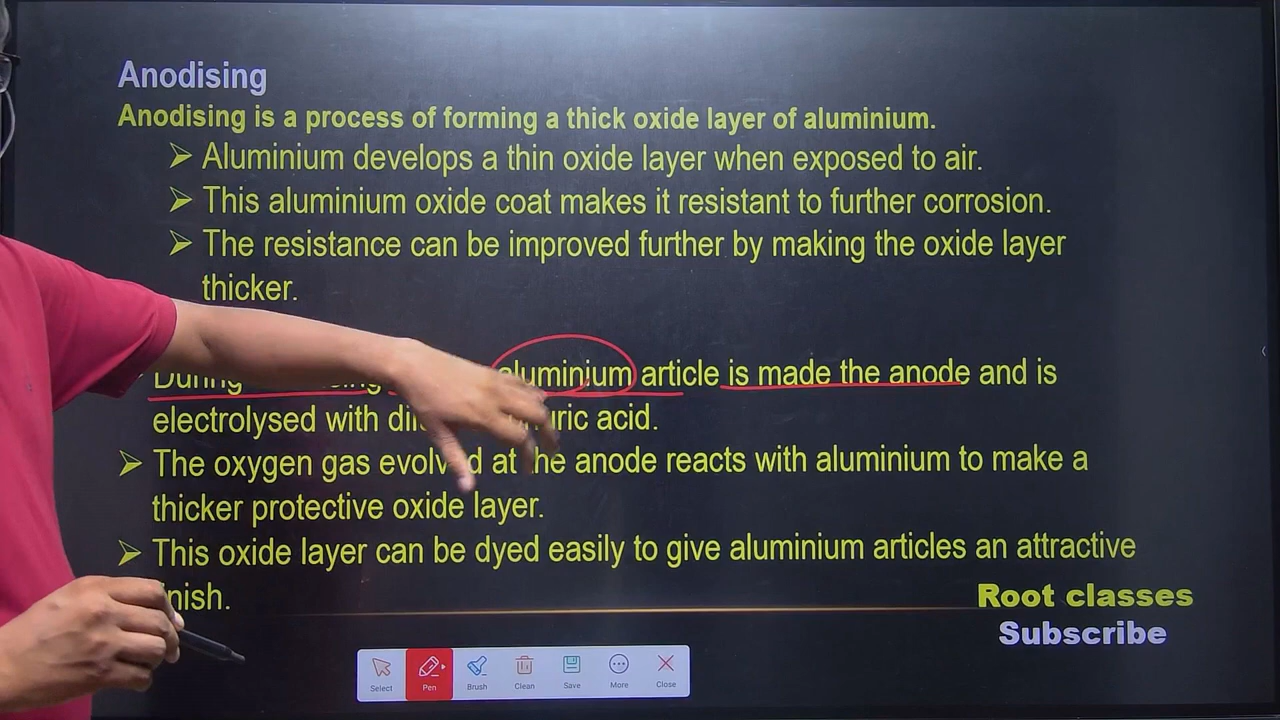 Anodising
Anodising is a process of forming a thick oxide layer of aluminium.
Aluminium develops a thin oxide layer when exposed to air.
This aluminium oxide coat makes it resistant to further corrosion.
The resistance can be improved further by making the oxide layer
thicker.
During aluminium article is made the anode and is
electrolysed with acid.
The oxygen gas evolved at the anode reacts with aluminium to make a
thicker protective oxide layer.
This oxide layer can be dyed easily to give aluminium articles an attractive
finish.
Root classes
Subscribe
Select Pen Brush Clean Save More Close